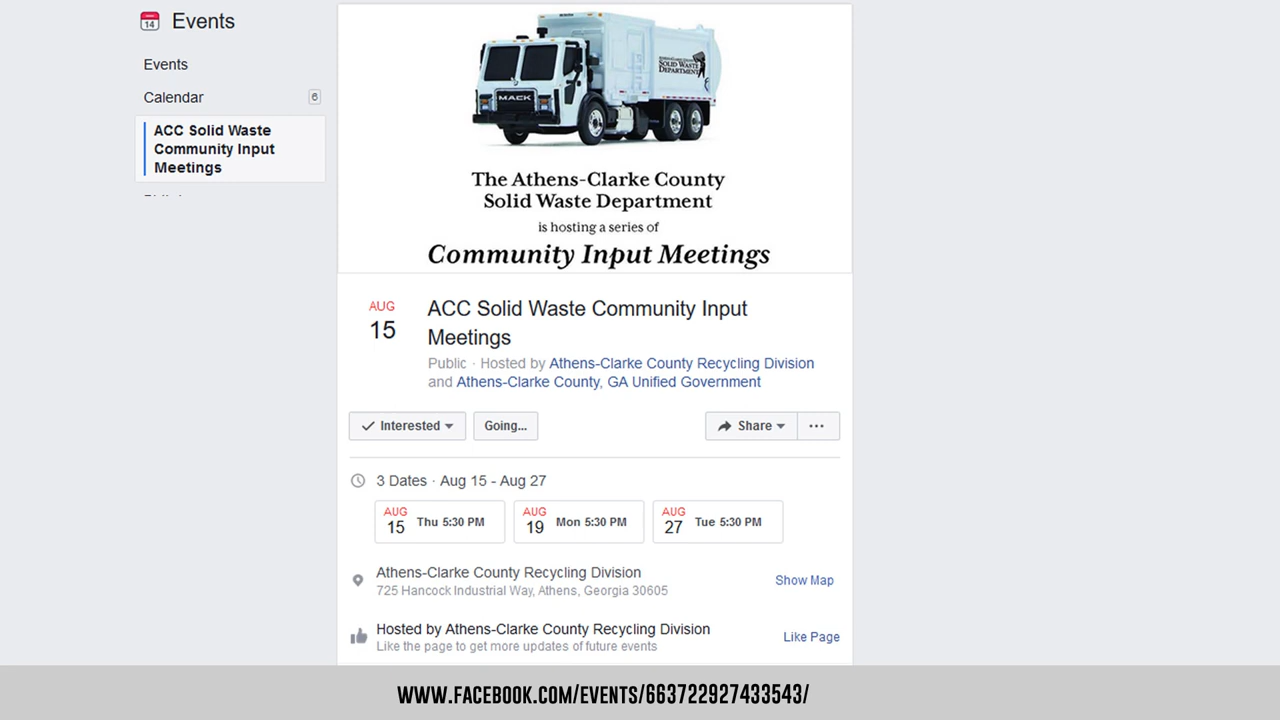 14
Events
Events
Calendar
6
ACC Solid Waste
Community Input
Meetings
MACK
ATHENS-CLARKE COUNTY
SOLID WASTE
DEPARTMENT
The Athens-Clarke County
Solid Waste Department
is hosting a series of
Community Input Meetings
AUG
15
ACC Solid Waste Community Input
Meetings
Public · Hosted by Athens-Clarke County Recycling Division
and Athens-Clarke County, GA Unified Government
Interested
Going...
Share
3 Dates · Aug 15 - Aug 27
AUG
15
Thu 5:30 PM
AUG
19
Mon 5:30 PM
AUG
27
Tue 5:30 PM
Athens-Clarke County Recycling Division
725 Hancock Industrial Way, Athens, Georgia 30605
Show Map
Hosted by Athens-Clarke County Recycling Division
Like the page to get more updates of future events
Like Page
WWW.FACEBOOK.COM/EVENTS/663722927433543/